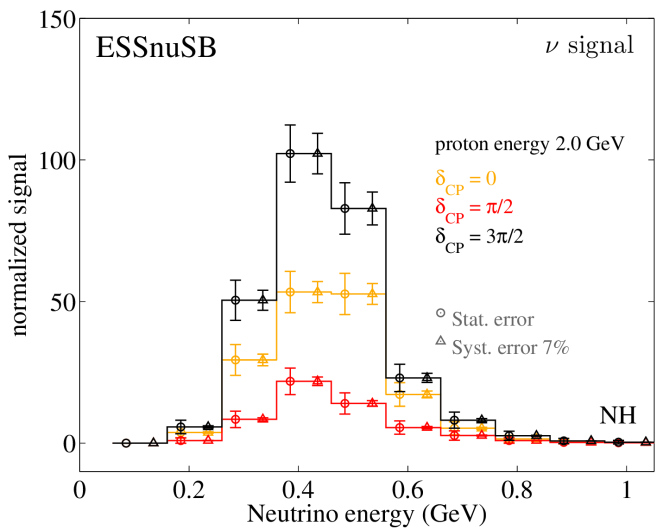 ESSnuSB
ν signal
proton energy 2.0 GeV
δCP = 0
δCP = π/2
δCP = 3π/2
Stat. error
Syst. error 7%
NH
normalized signal
150
100
50
0
0 0.2 0.4 0.6 0.8 1
Neutrino energy (GeV)